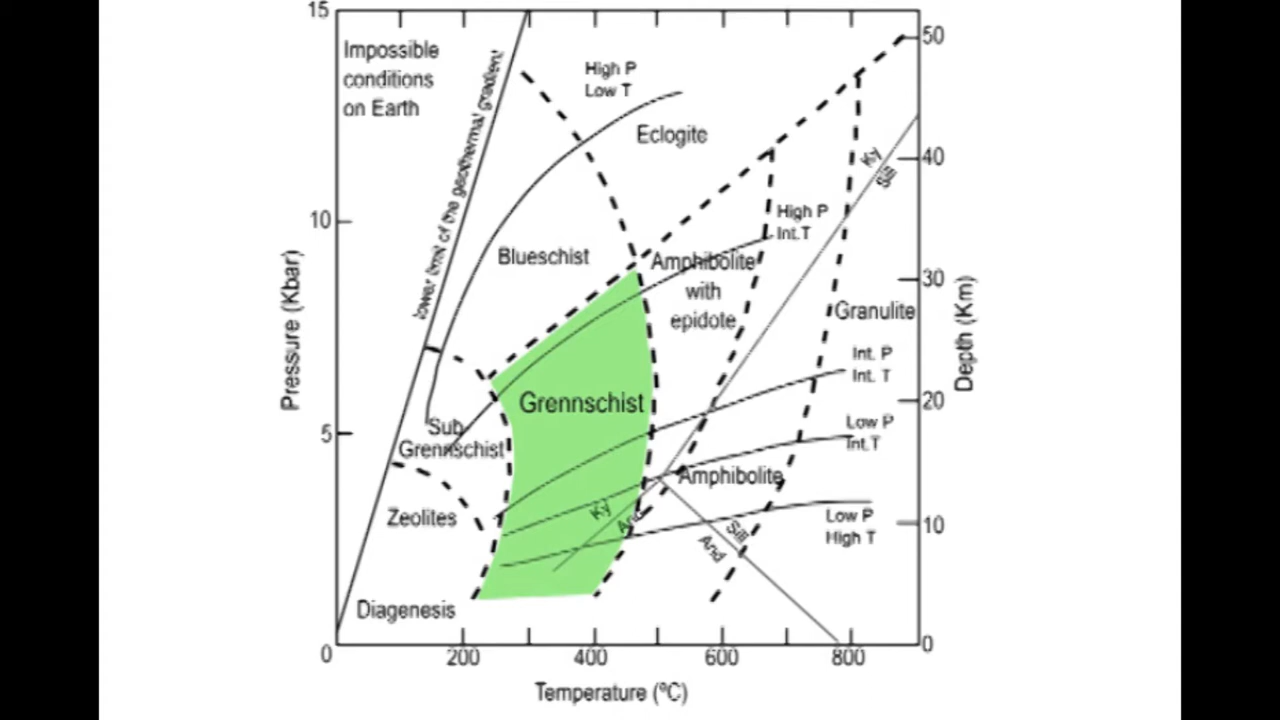 15
50
Impossible
conditions
on Earth
lower limit of the geothermal gradient
High P
Low T
Eclogite
40
Ky
Sill
10
High P
Int.T
Blueschist
Amphibolite
with
epidote
30
Granulite
Pressure (Kbar)
Depth (Km)
Int. P
Int. T
Grennschist
20
Low P
Int.T
5
Sub
Grennschist
Amphibolite
Zeolites
Ky
And
10
Low P
High T
Sill
And
Diagenesis
0
0
200
400
600
800
Temperature (ºC)